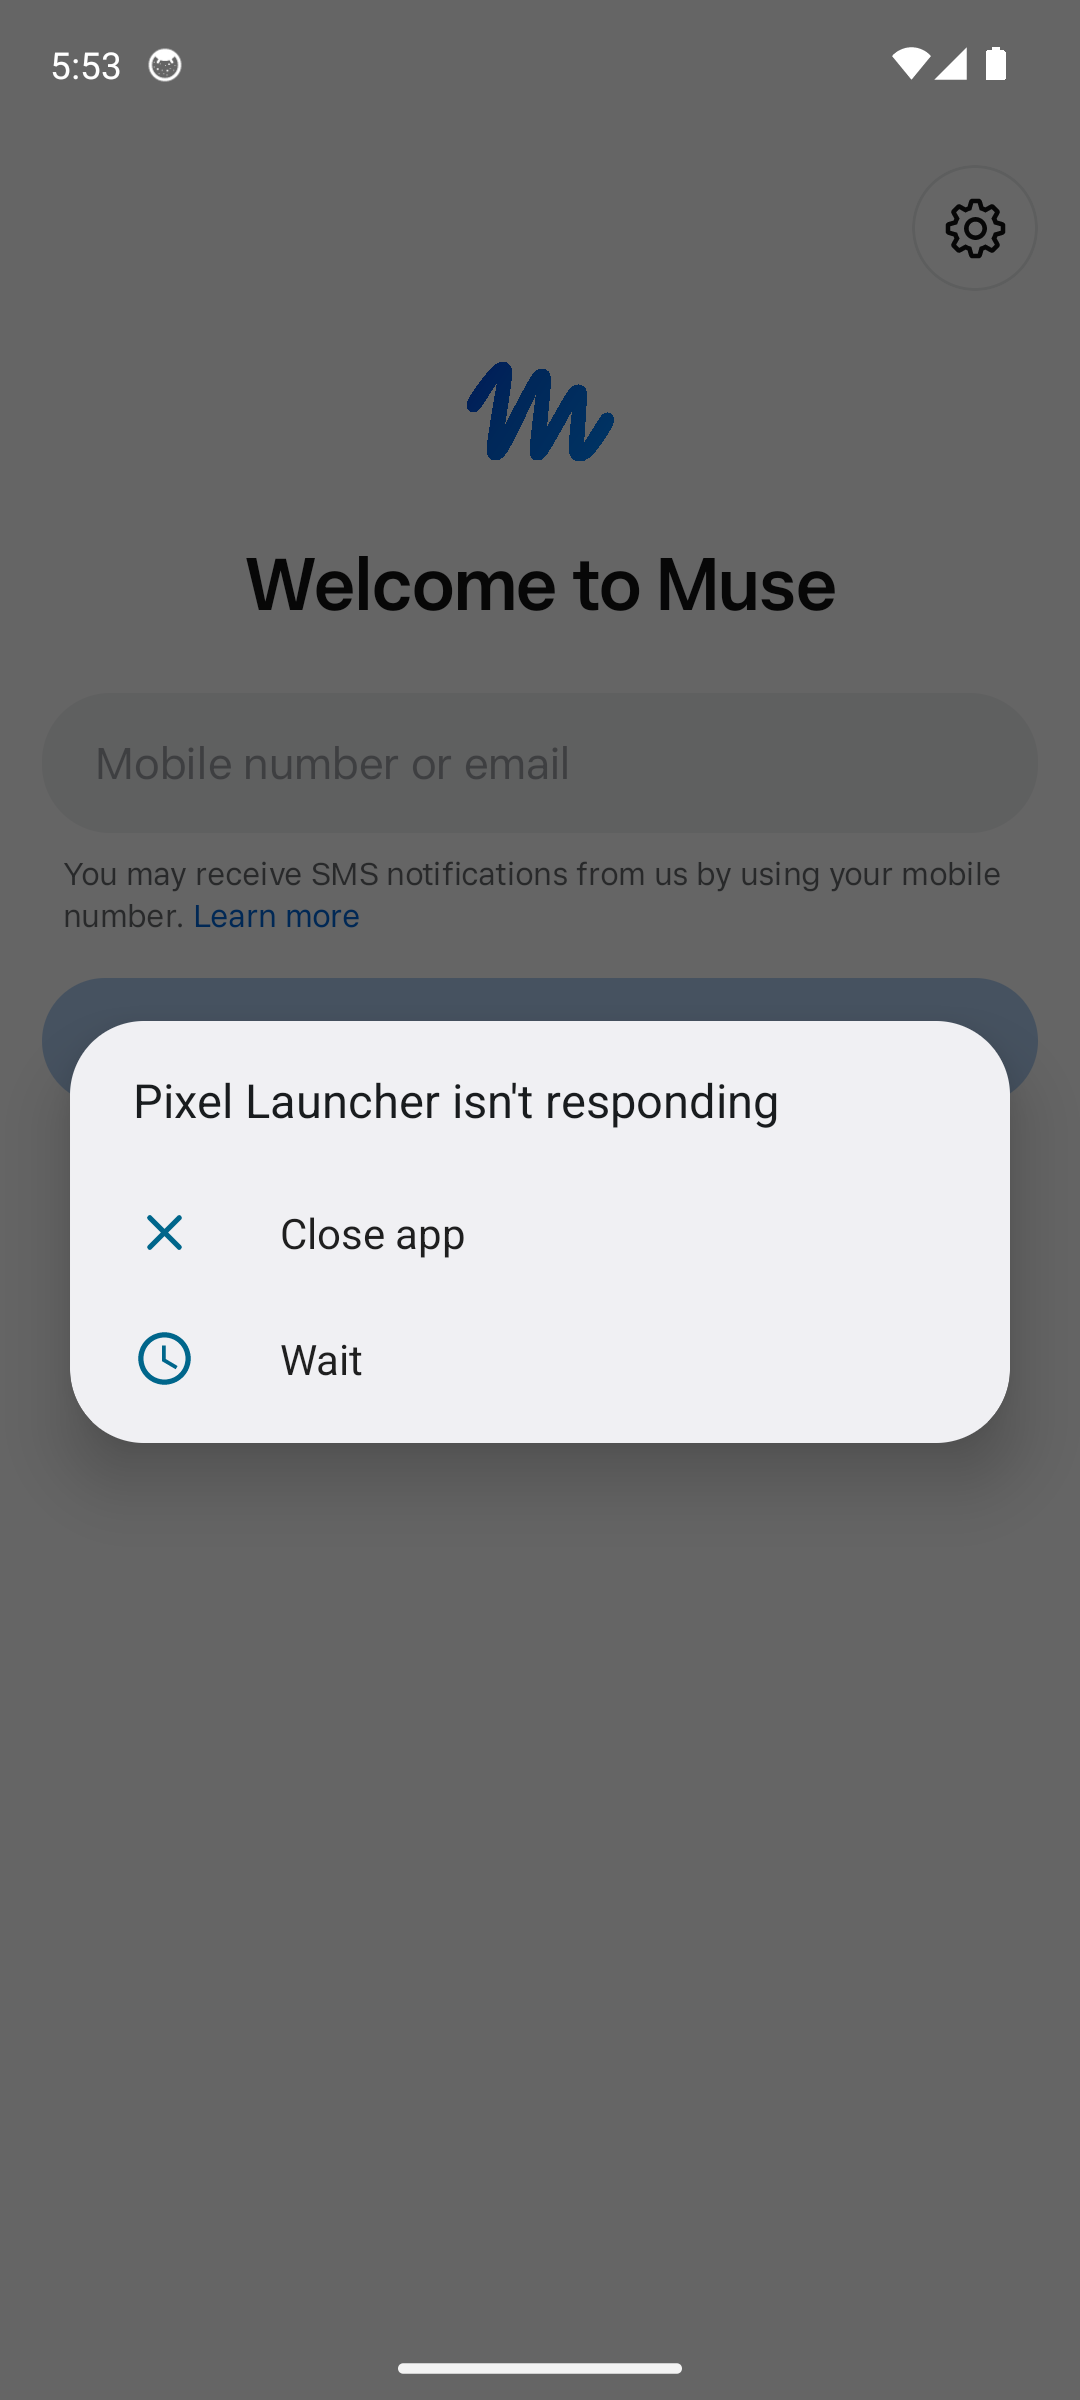 5:53
Welcome to Muse
Mobile number or email
You may receive SMS notifications from us by using your mobile
number. Learn more
Pixel Launcher isn't responding
Close app
Wait